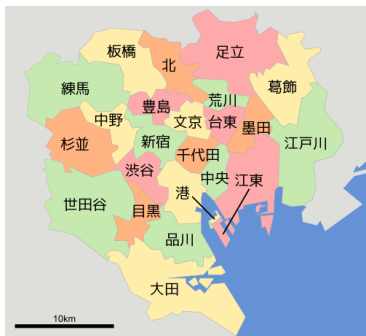 足立
板橋
北
葛飾
練馬
荒川
豊島
文京
台東
墨田
中野
杉並
新宿
江戸川
千代田
渋谷
中央
江東
港
世田谷
目黒
品川
大田
10km